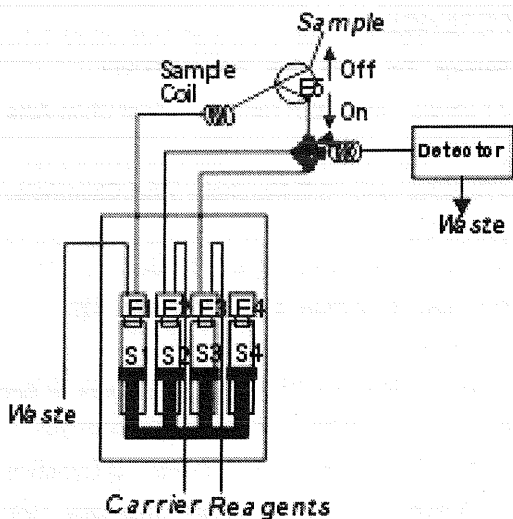 Sample
Off
Sample
Coil
E5
On
Detector
Waste
E1 E2 E3 E4
S1 S2 S3 S4
Waste
Carrier Reagents